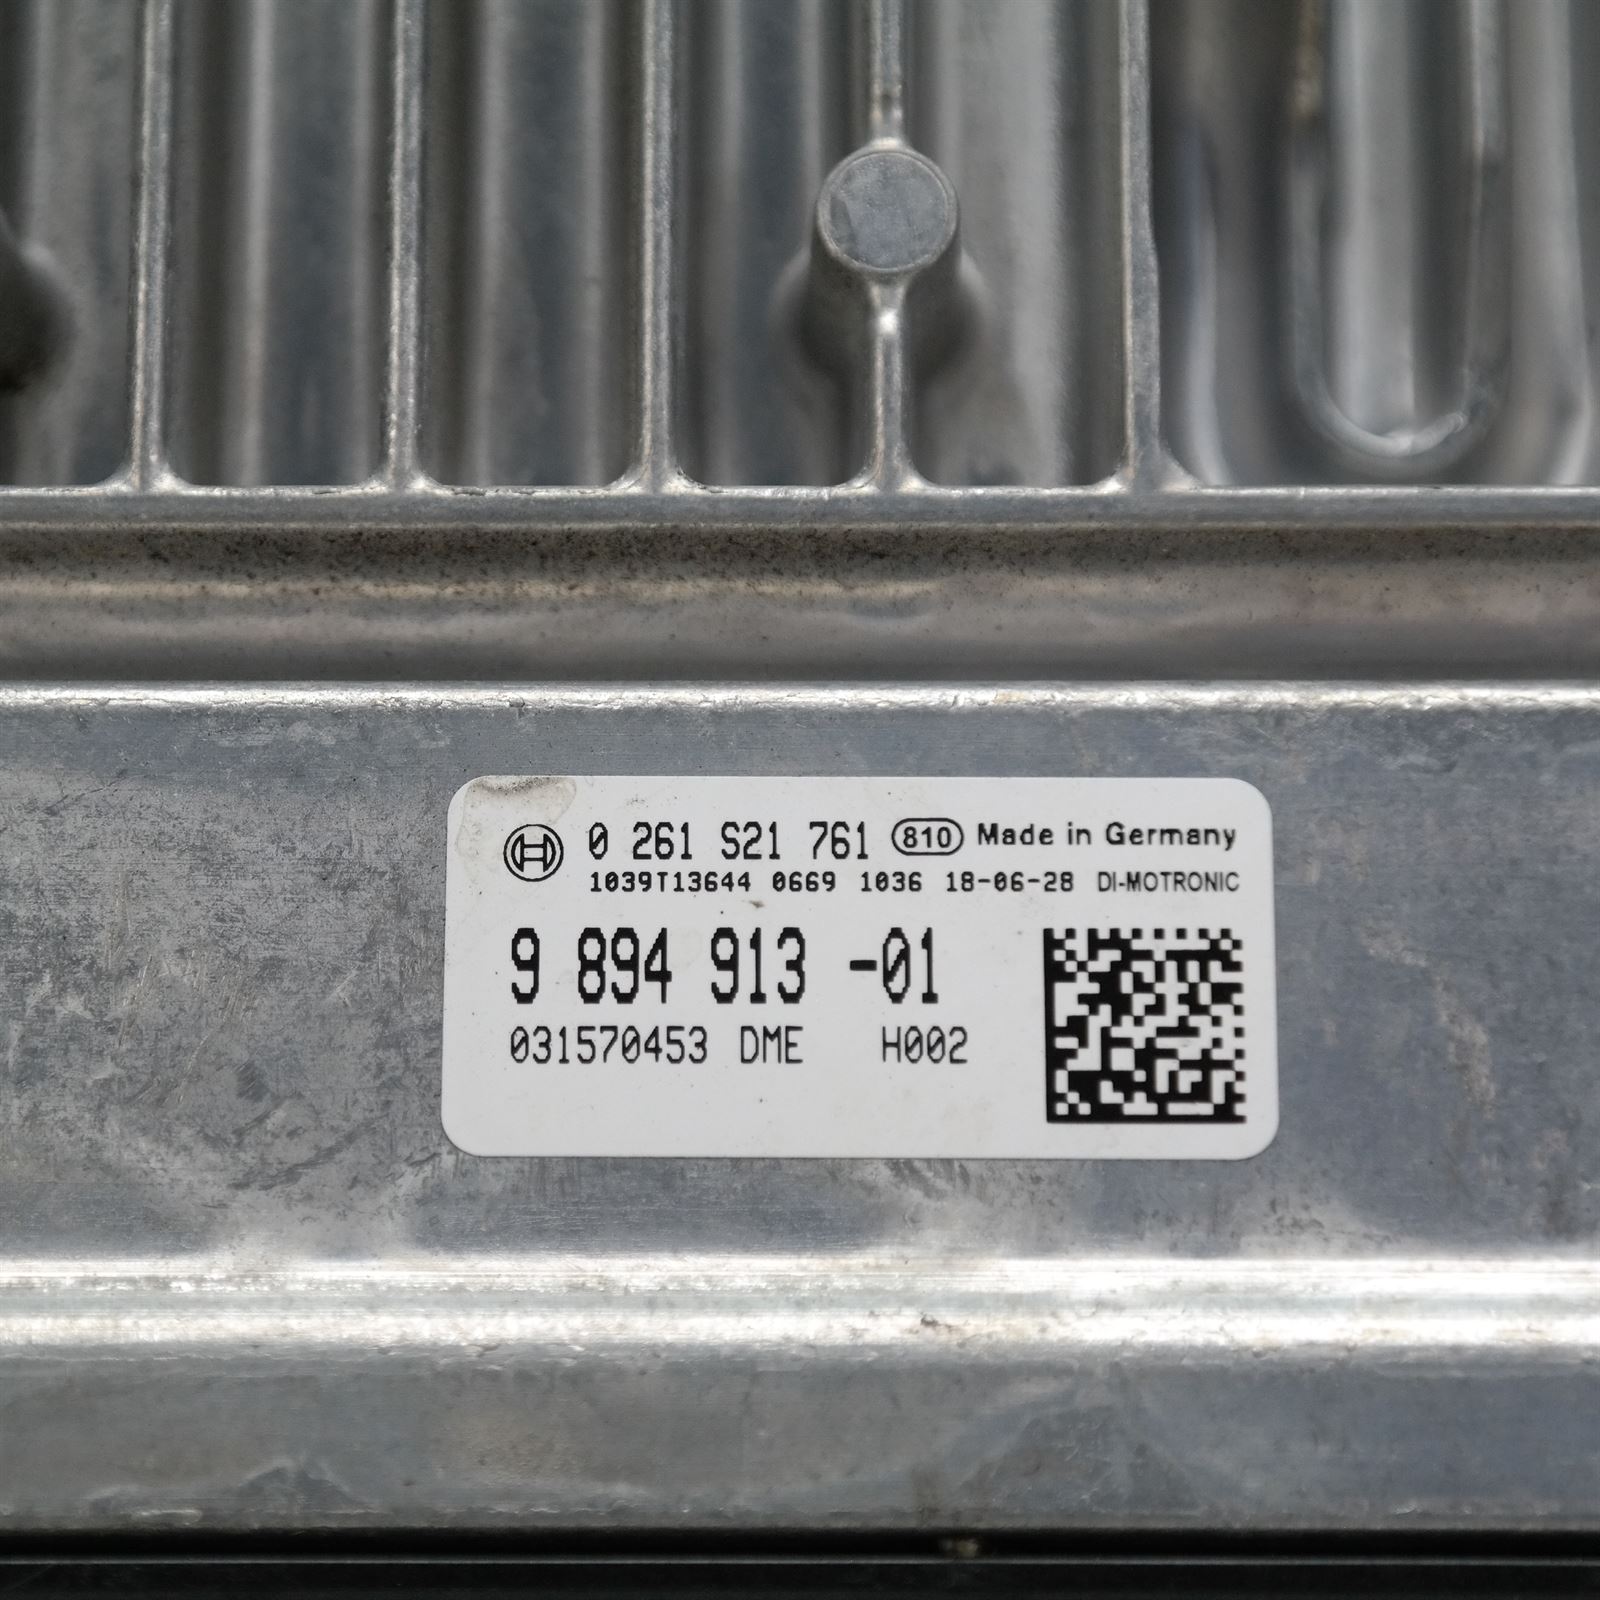 0 261 S21 761 810 Made in Germany
1039T13644 0669 1036 18-06-28 DI-MOTRONIC
9 894 913 -01
031570453 DME H002